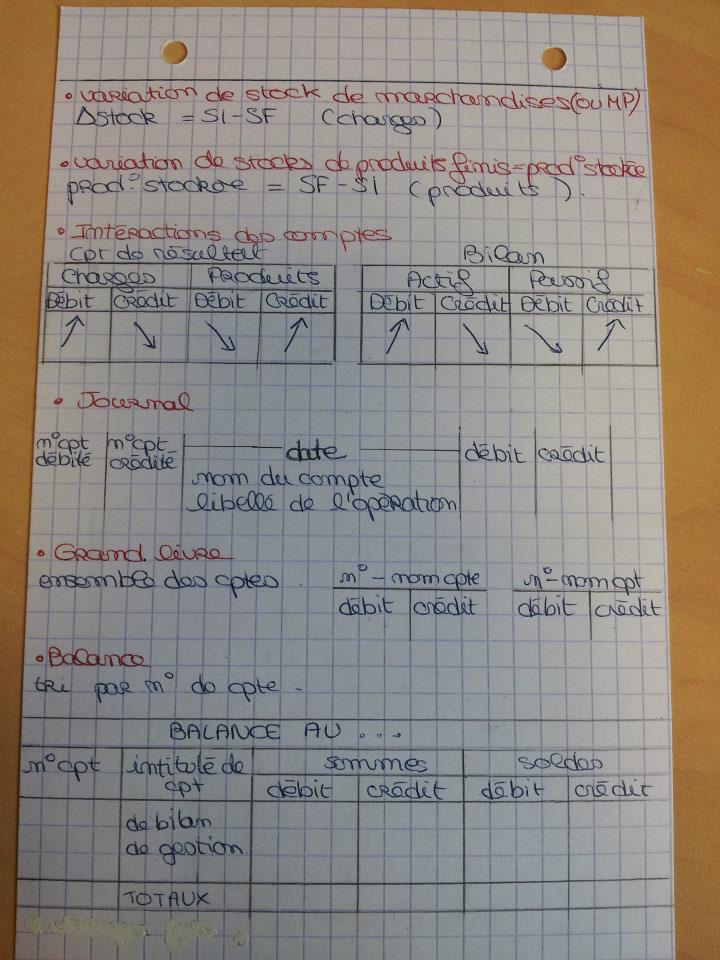 • variation de stock de marchandises (ou MP)
Δstock = SI-SF (charges)
• variation de stocks de produits finis = prod° stockée
prod° stockée = SF-SI (produits).
• Interactions des comptes
Cpt de résultat Bilan
Charges Produits Actif Passif
Débit Crédit Débit Crédit Débit Crédit Débit Crédit
↗ ↘ ↘ ↗ ↗ ↘ ↘ ↗
• Journal
n° cpt débité n° cpt crédité date débit crédit
nom du compte
libellé de l'opération
• Grand livre
ensemble des cptes. n° - nom cpte n° - nom cpt
débit crédit débit crédit
• Balance
tri par n° de cpte.
BALANCE AU ...
n° cpt intitulé de cpt sommes soldes
débit crédit débit crédit
de bilan
de gestion
TOTAUX